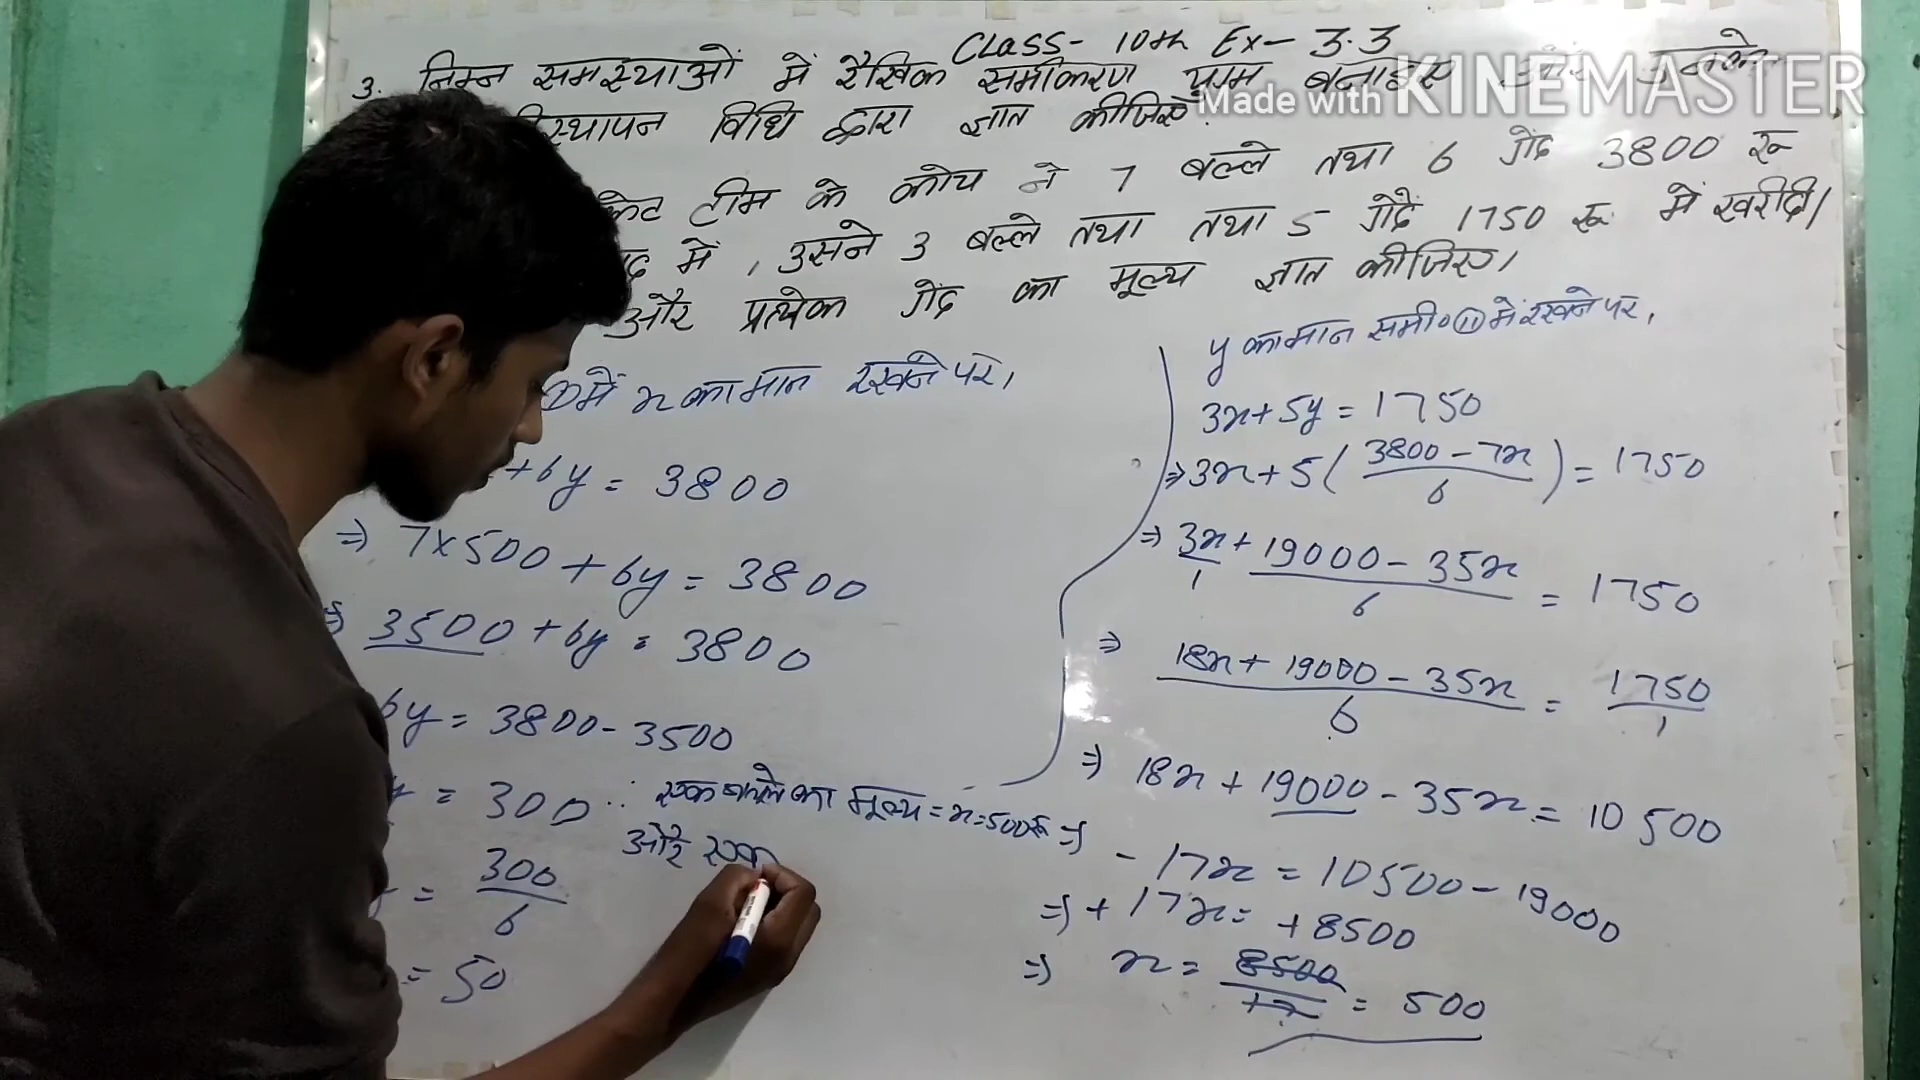 CLASS- 10th Ex- 3.3
3. निम्न समस्याओं में रैखिक समीकरण युग्म बनाइए और उनके
विधि द्वारा ज्ञात कीजिए।
Made with KINEMASTER
टीम के कोच ने 7 बल्ले तथा 6 गेंद 3800 रू
में, उसने 3 बल्ले तथा तथा 5 गेंदें 1750 रू में खरीदी।
और प्रत्येक गेंद का मूल्य ज्ञात कीजिए।
में x का मान रखने पर,
+6y = 3800
⇒ 7×500 + 6y = 3800
⇒ 3500 + 6y = 3800
6y = 3800 - 3500
= 300
= 300/6
= 50
∴ एक बल्ले का मूल्य = x = 500रू
और एक
y का मान समी० (ii) में रखने पर,
3x + 5y = 1750
⇒ 3x + 5(3800 - 7x/6) = 1750
⇒ 3x/1 + 19000 - 35x/6 = 1750
⇒ 18x + 19000 - 35x/6 = 1750/1
⇒ 18x + 19000 - 35x = 10500
⇒ -17x = 10500 - 19000
⇒ +17x = +8500
⇒ x = 8500/17 = 500